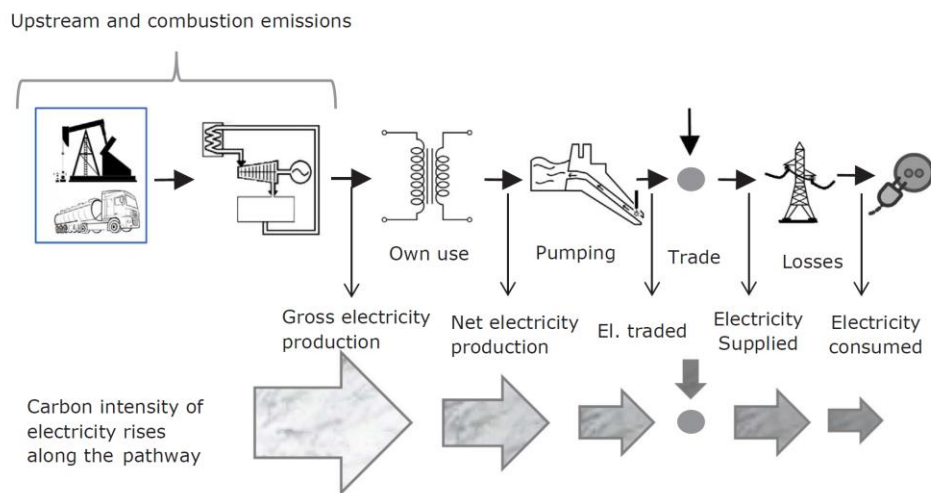 Upstream and combustion emissions
Own use
Pumping
Trade
Losses
Gross electricity
production
Net electricity
production
El. traded
Electricity
Supplied
Electricity
consumed
Carbon intensity of
electricity rises
along the pathway